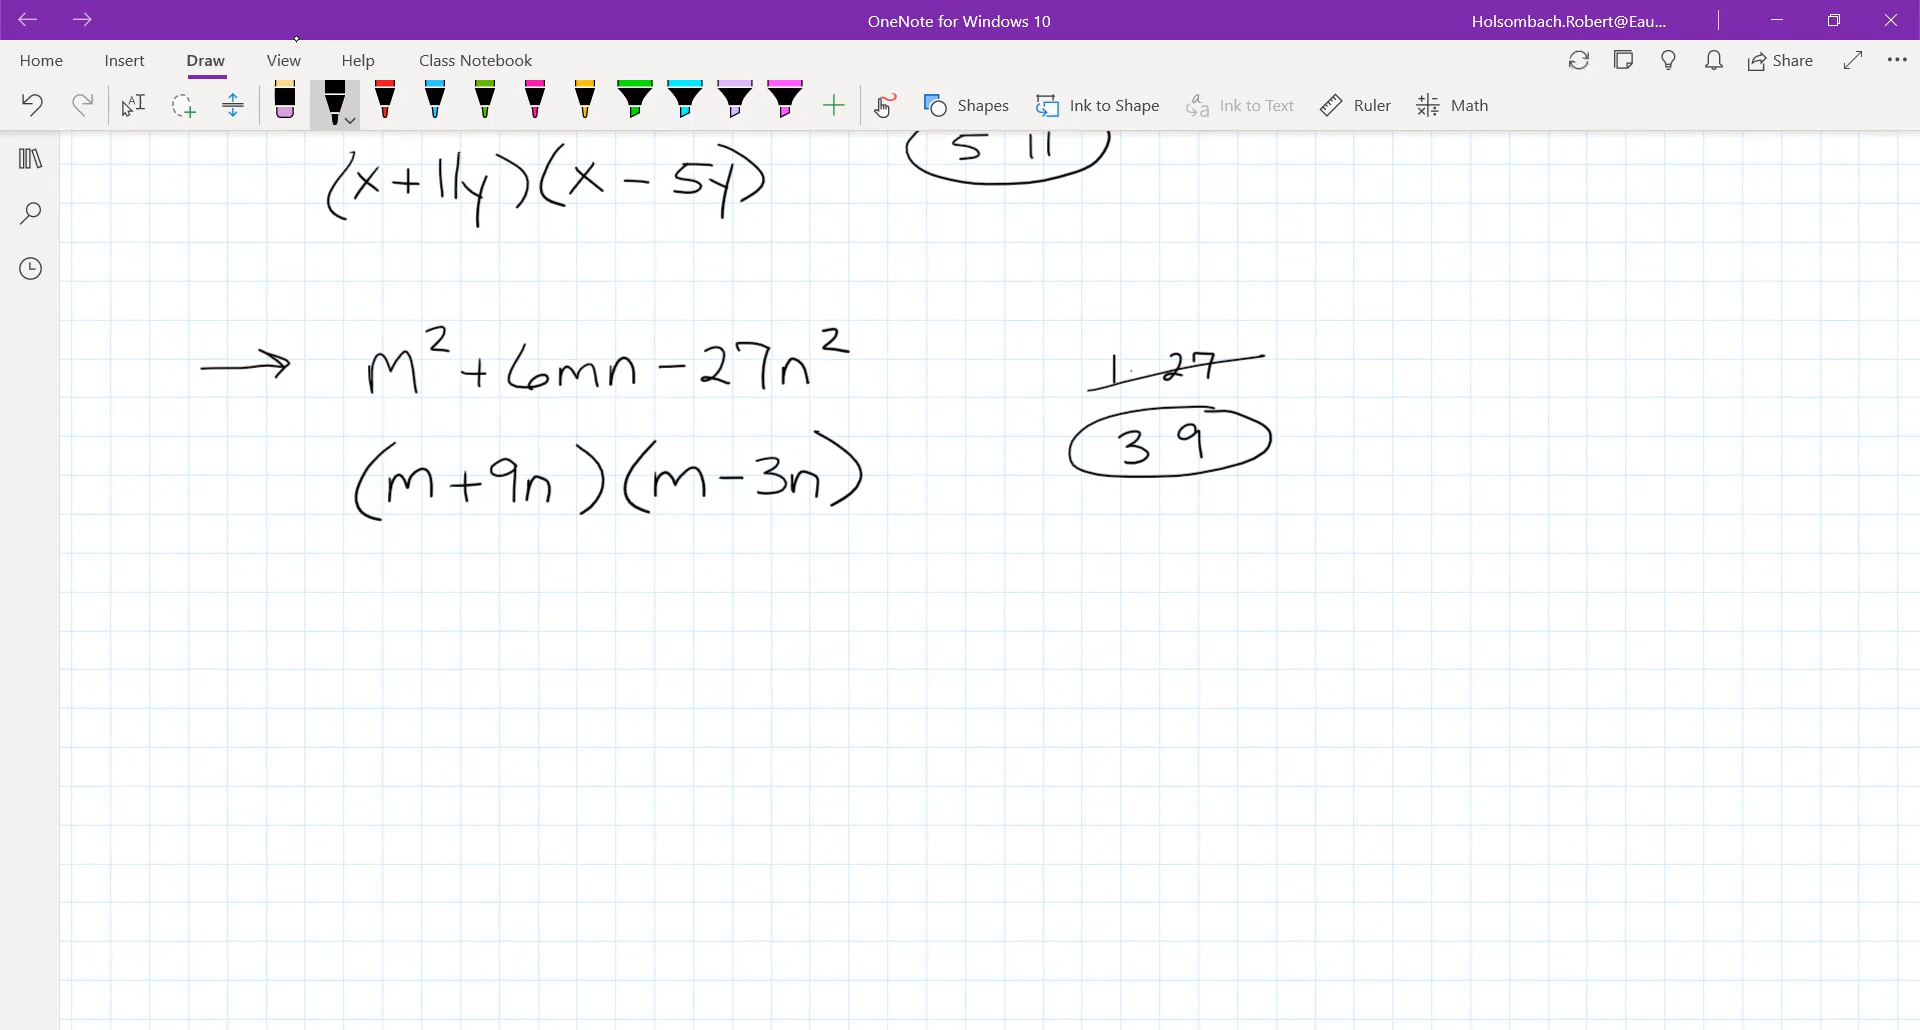 OneNote for Windows 10
Holsombach.Robert@Eau...
Home Insert Draw View Help Class Notebook
Share
Shapes Ink to Shape Ink to Text Ruler Math
5 11
(x+11y)(x-5y)
→ m²+6mn-27n²
1 27
(m+9n)(m-3n)
3 9